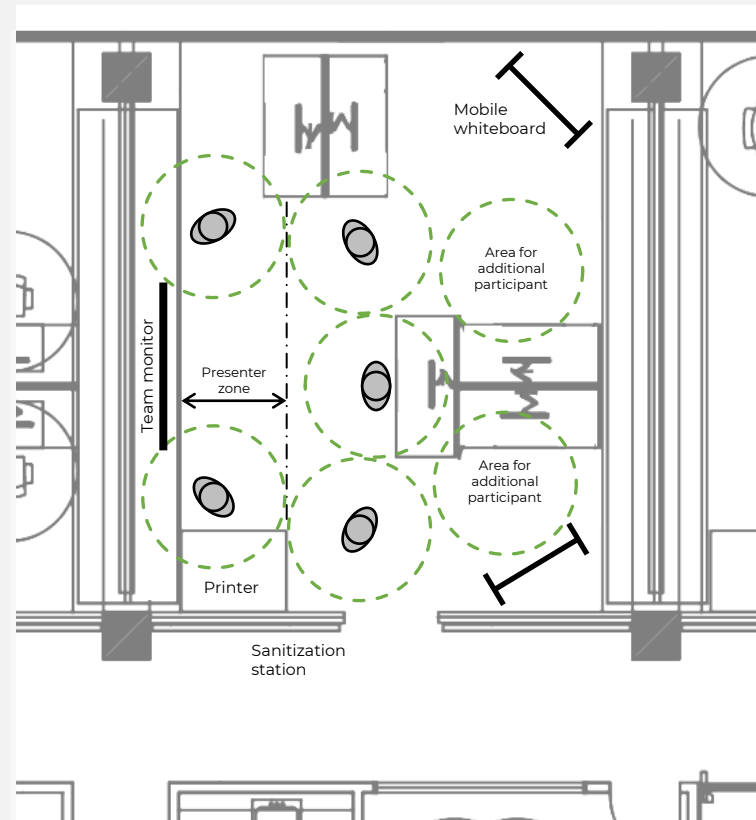 Mobile
whiteboard
Area for
additional
participant
Team monitor
Presenter
zone
Area for
additional
participant
Printer
Sanitization
station